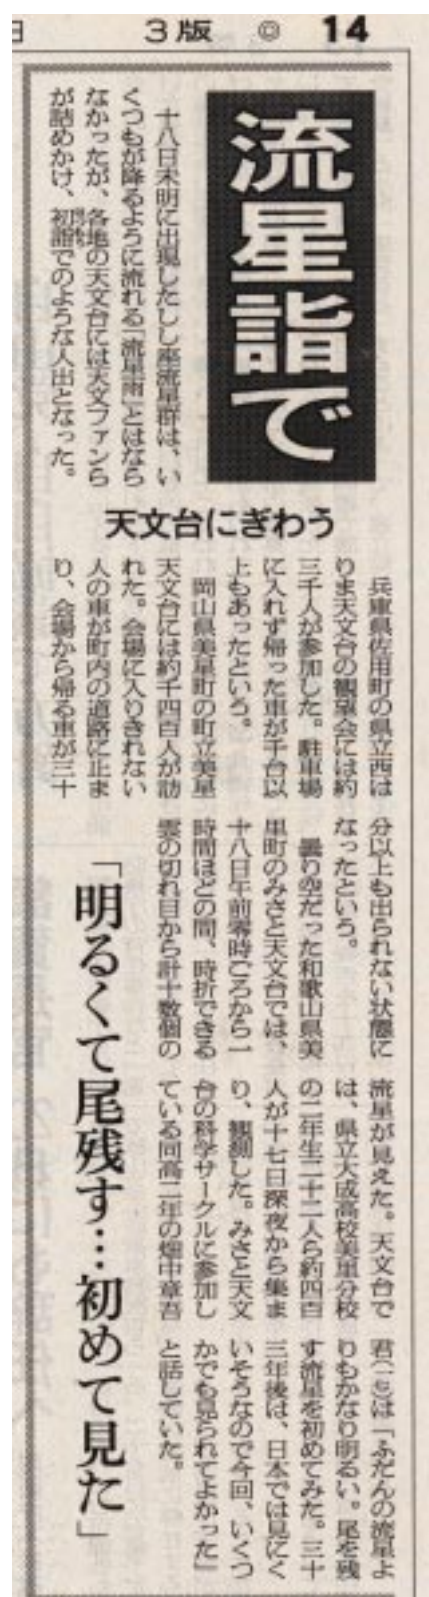 日 3版 ◎ 14
流星詣で
十八日未明に出現したしし座流星群は、い
くつもが降るように流れる「流星雨」とはなら
なかったが、各地の天文台には天文ファンら
が詰めかけ、初詣でのような人出となった。
天文台にぎわう
兵庫県佐用町の県立西は
りま天文台の観望会には約
三千人が参加した。駐車場
に入れず帰った車が千台以
上もあったという。
岡山県美星町の町立美星
天文台には約千四百人が訪
れた。会場に入りきれない
人の車が町内の道路に止ま
り、会場から帰る車が三十
分以上も出られない状態に
なったという。
曇り空だった和歌山県美
里町のみさと天文台では、
十八日午前零時ごろから一
時間ほどの間、時折できる
雲の切れ目から計十数個の
流星が見えた。天文台で
は、県立大成高校美里分校
の二年生二十二人ら約四百
人が十七日深夜から集ま
り、観測した。みさと天文
台の科学サークルに参加し
ている同高二年の畑中章吾
君(一七)は「ふだんの流星よ
りもかなり明るい。尾を残
す流星を初めてみた。三十
三年後は、日本では見にく
いそうなので今回、いくつ
かでも見られてよかった」
と話していた。
「明るくて尾残す…初めて見た」